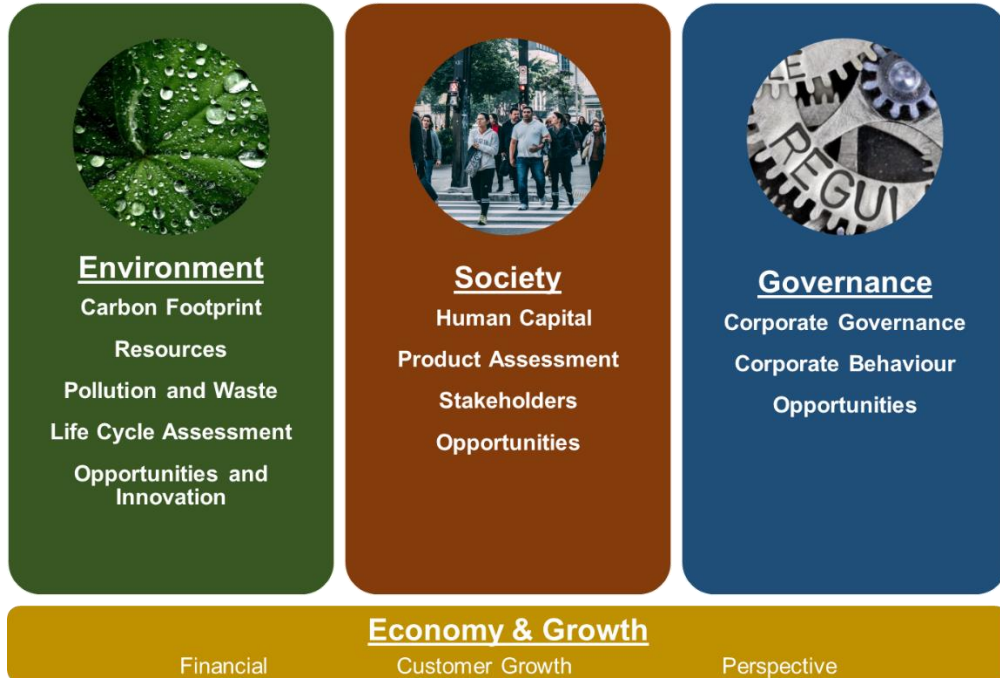 Environment
Carbon Footprint
Resources
Pollution and Waste
Life Cycle Assessment
Opportunities and
Innovation
Society
Human Capital
Product Assessment
Stakeholders
Opportunities
REGUL
Governance
Corporate Governance
Corporate Behaviour
Opportunities
Economy & Growth
Financial Customer Growth Perspective